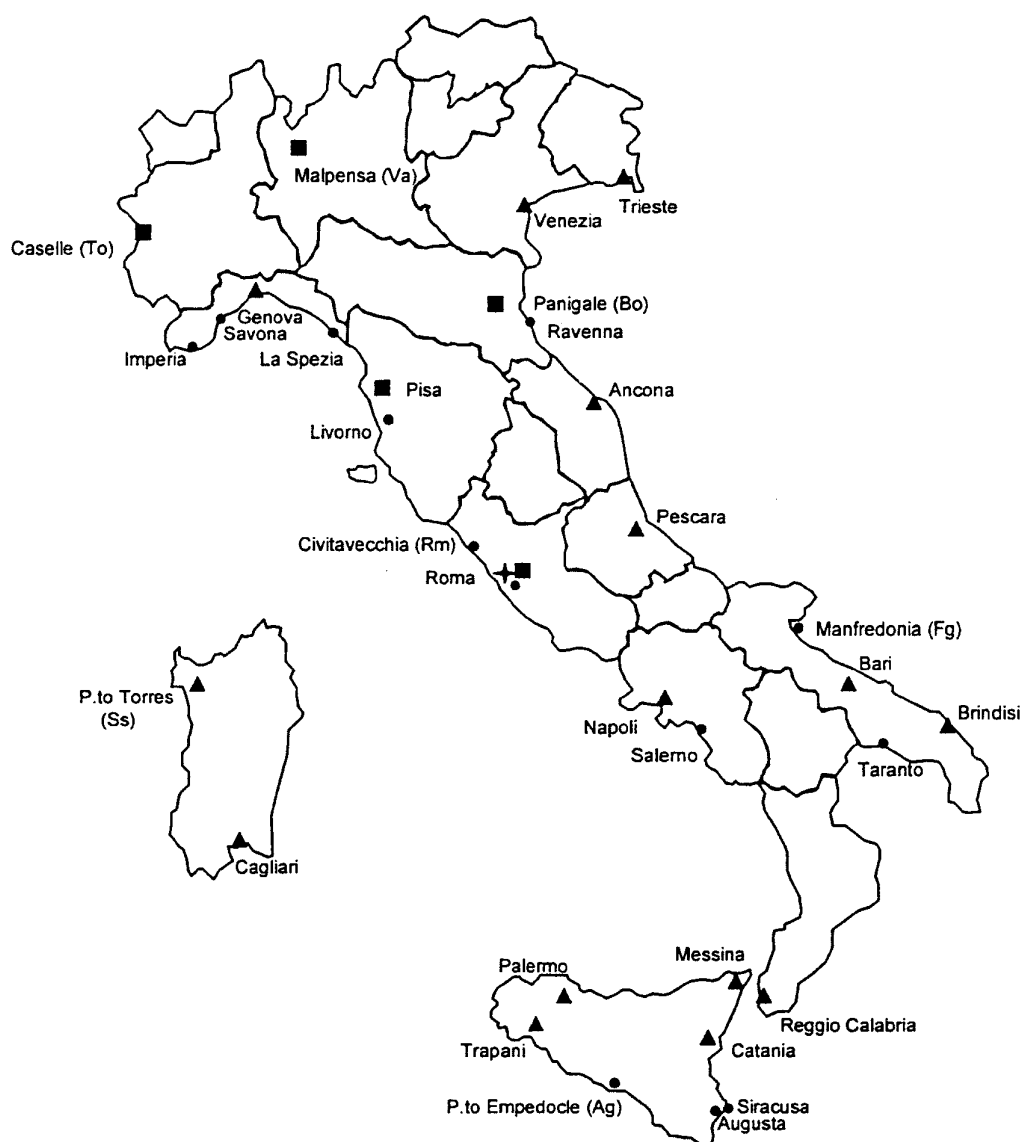 Malpensa (Va)
Trieste
Venezia
Caselle (To)
Panigale (Bo)
Genova
Savona
Ravenna
Imperia
La Spezia
Pisa
Ancona
Livorno
Pescara
Civitavecchia (Rm)
Roma
Manfredonia (Fg)
Bari
P.to Torres
(Ss)
Napoli
Brindisi
Salerno
Taranto
Cagliari
Messina
Palermo
Reggio Calabria
Trapani
Catania
P.to Empedocle (Ag)
Siracusa
Augusta